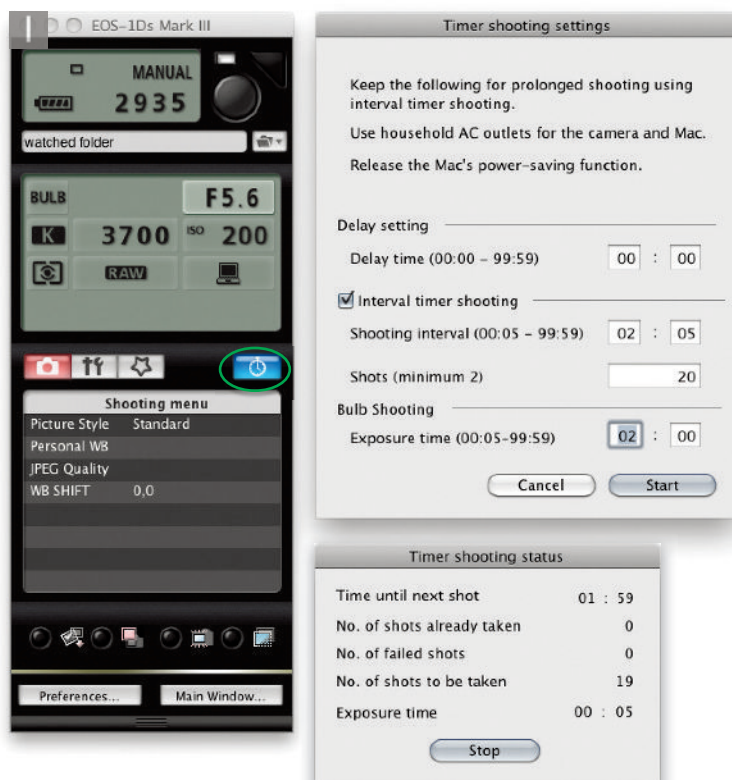 1
EOS-1Ds Mark III
MANUAL
2935
watched folder
BULB
F5.6
K 3700 ISO 200
RAW
Shooting menu
Picture Style Standard
Personal WB
JPEG Quality
WB SHIFT 0,0
Preferences... Main Window...
Timer shooting settings
Keep the following for prolonged shooting using
interval timer shooting.
Use household AC outlets for the camera and Mac.
Release the Mac's power-saving function.
Delay setting
Delay time (00:00 – 99:59) 00 : 00
Interval timer shooting
Shooting interval (00:05 – 99:59) 02 : 05
Shots (minimum 2) 20
Bulb Shooting
Exposure time (00:05-99:59) 02 : 00
Cancel Start
Timer shooting status
Time until next shot 01 : 59
No. of shots already taken 0
No. of failed shots 0
No. of shots to be taken 19
Exposure time 00 : 05
Stop